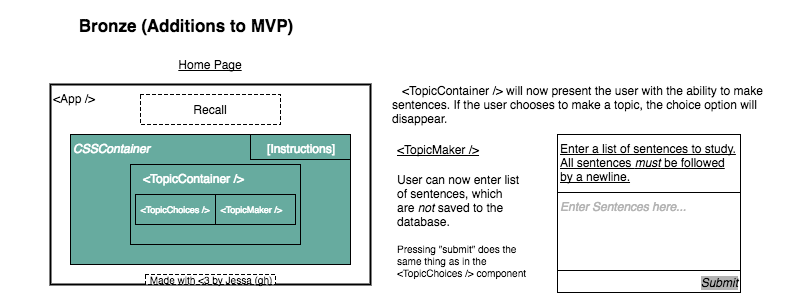 Bronze (Additions to MVP)
Home Page
<App />
Recall
CSSContainer
[Instructions]
<TopicContainer />
<TopicChoices />
<TopicMaker />
Made with <3 by Jessa (gh)
<TopicContainer /> will now present the user with the ability to make
sentences. If the user chooses to make a topic, the choice option will
disappear.
<TopicMaker />
User can now enter list
of sentences, which
are not saved to the
database.
Pressing "submit" does the
same thing as in the
<TopicChoices /> component
Enter a list of sentences to study.
All sentences must be followed
by a newline.
Enter Sentences here...
Submit